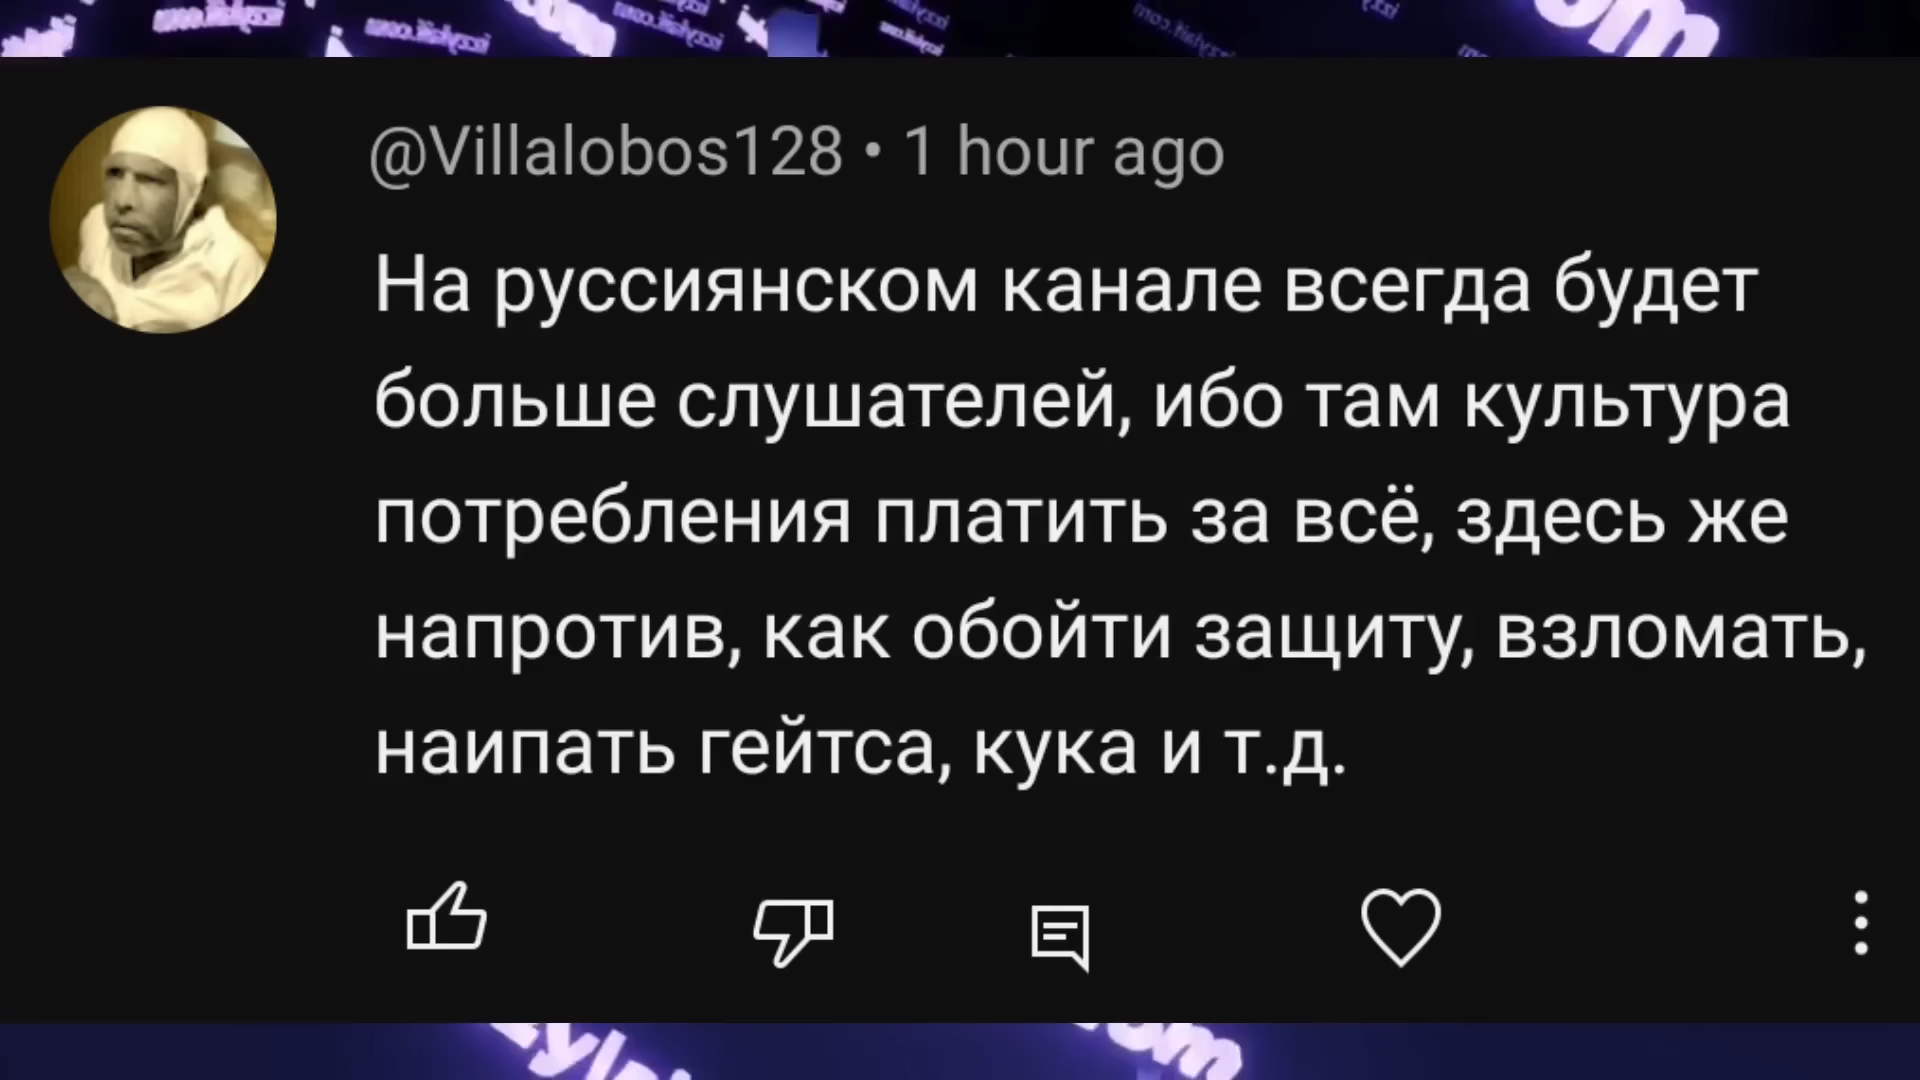 @Villalobos128 • 1 hour ago
На руссиянском канале всегда будет
больше слушателей, ибо там культура
потребления платить за всё, здесь же
напротив, как обойти защиту, взломать,
наипать гейтса, кука и т.д.